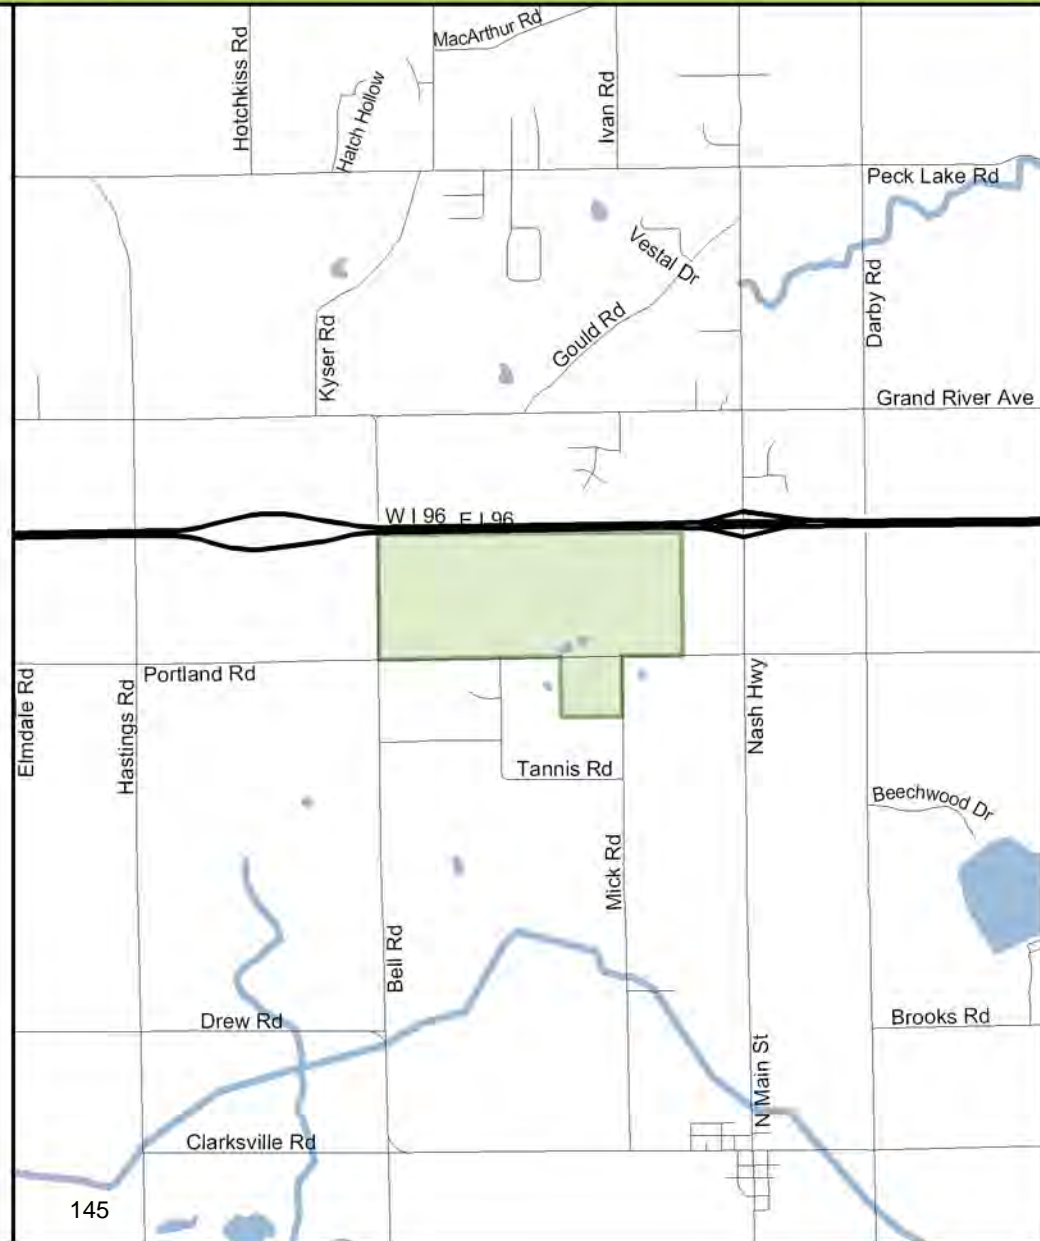 MacArthur Rd
Hotchkiss Rd
Hatch Hollow
Ivan Rd
Peck Lake Rd
Vestal Dr
Gould Rd
Darby Rd
Kyser Rd
Grand River Ave
W I 96 E I 96
Portland Rd
Elmdale Rd
Hastings Rd
Nash Hwy
Tannis Rd
Beechwood Dr
Mick Rd
Bell Rd
Drew Rd
Brooks Rd
N Main St
Clarksville Rd
145